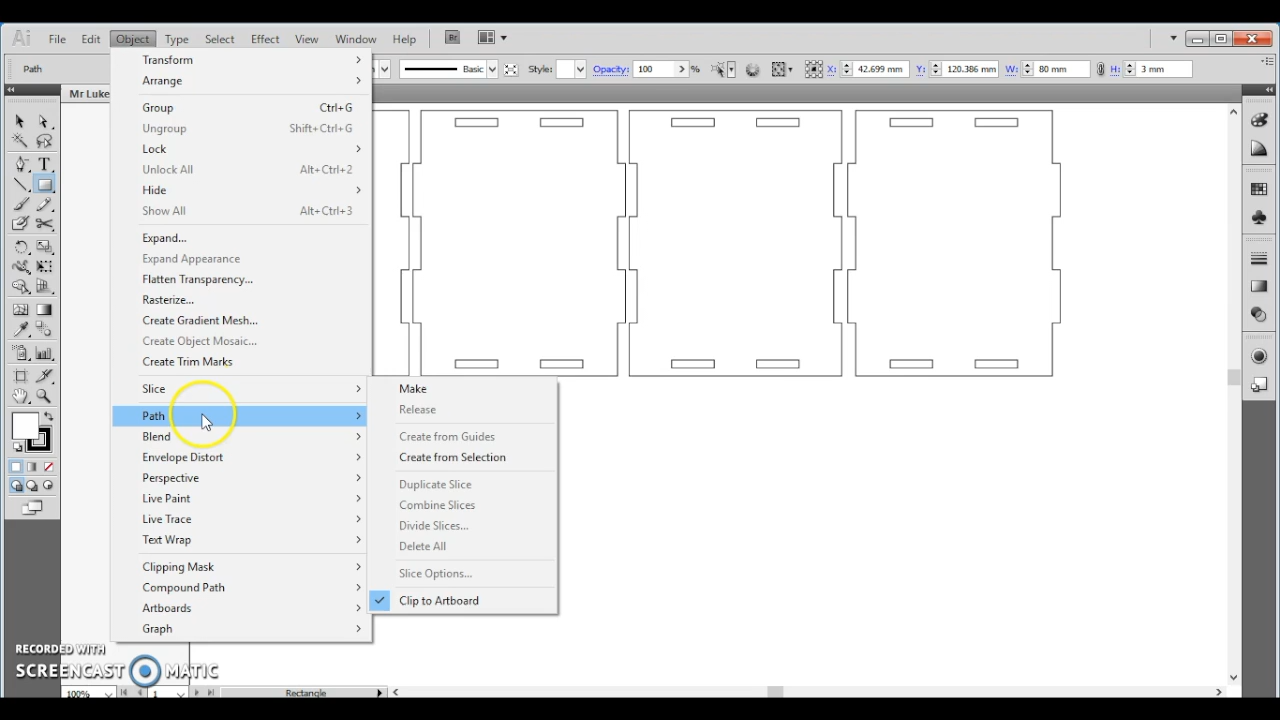 Ai File Edit Object Type Select Effect View Window Help Br
Path Basic Style: Opacity: 100 % X: 42.699 mm Y: 120.386 mm W: 80 mm H: 3 mm
Mr Luke
Transform
Arrange
Group Ctrl+G
Ungroup Shift+Ctrl+G
Lock
Unlock All Alt+Ctrl+2
Hide
Show All Alt+Ctrl+3
Expand...
Expand Appearance
Flatten Transparency...
Rasterize...
Create Gradient Mesh...
Create Object Mosaic...
Create Trim Marks
Slice
Path
Blend
Envelope Distort
Perspective
Live Paint
Live Trace
Text Wrap
Clipping Mask
Compound Path
Artboards
Graph
Make
Release
Create from Guides
Create from Selection
Duplicate Slice
Combine Slices
Divide Slices...
Delete All
Slice Options...
Clip to Artboard
RECORDED WITH
SCREENCAST MATIC
100% 1 Rectangle